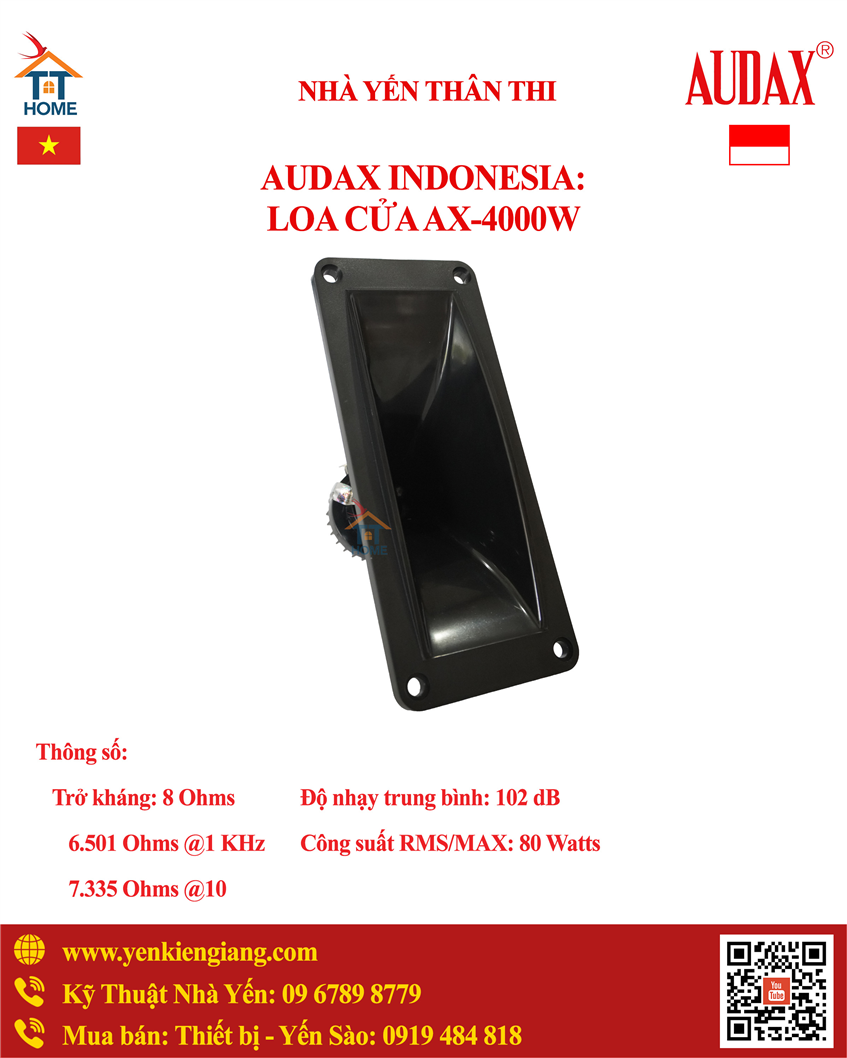 TT
HOME
NHÀ YẾN THÂN THI
AUDAX®
AUDAX INDONESIA:
LOA CỬA AX-4000W
HOME
Thông số:
Trở kháng: 8 Ohms
Độ nhạy trung bình: 102 dB
6.501 Ohms @1 KHz
Công suất RMS/MAX: 80 Watts
7.335 Ohms @10
www.yenkiengiang.com
Kỹ Thuật Nhà Yến: 09 6789 8779
Mua bán: Thiết bị - Yến Sào: 0919 484 818
You
Tube